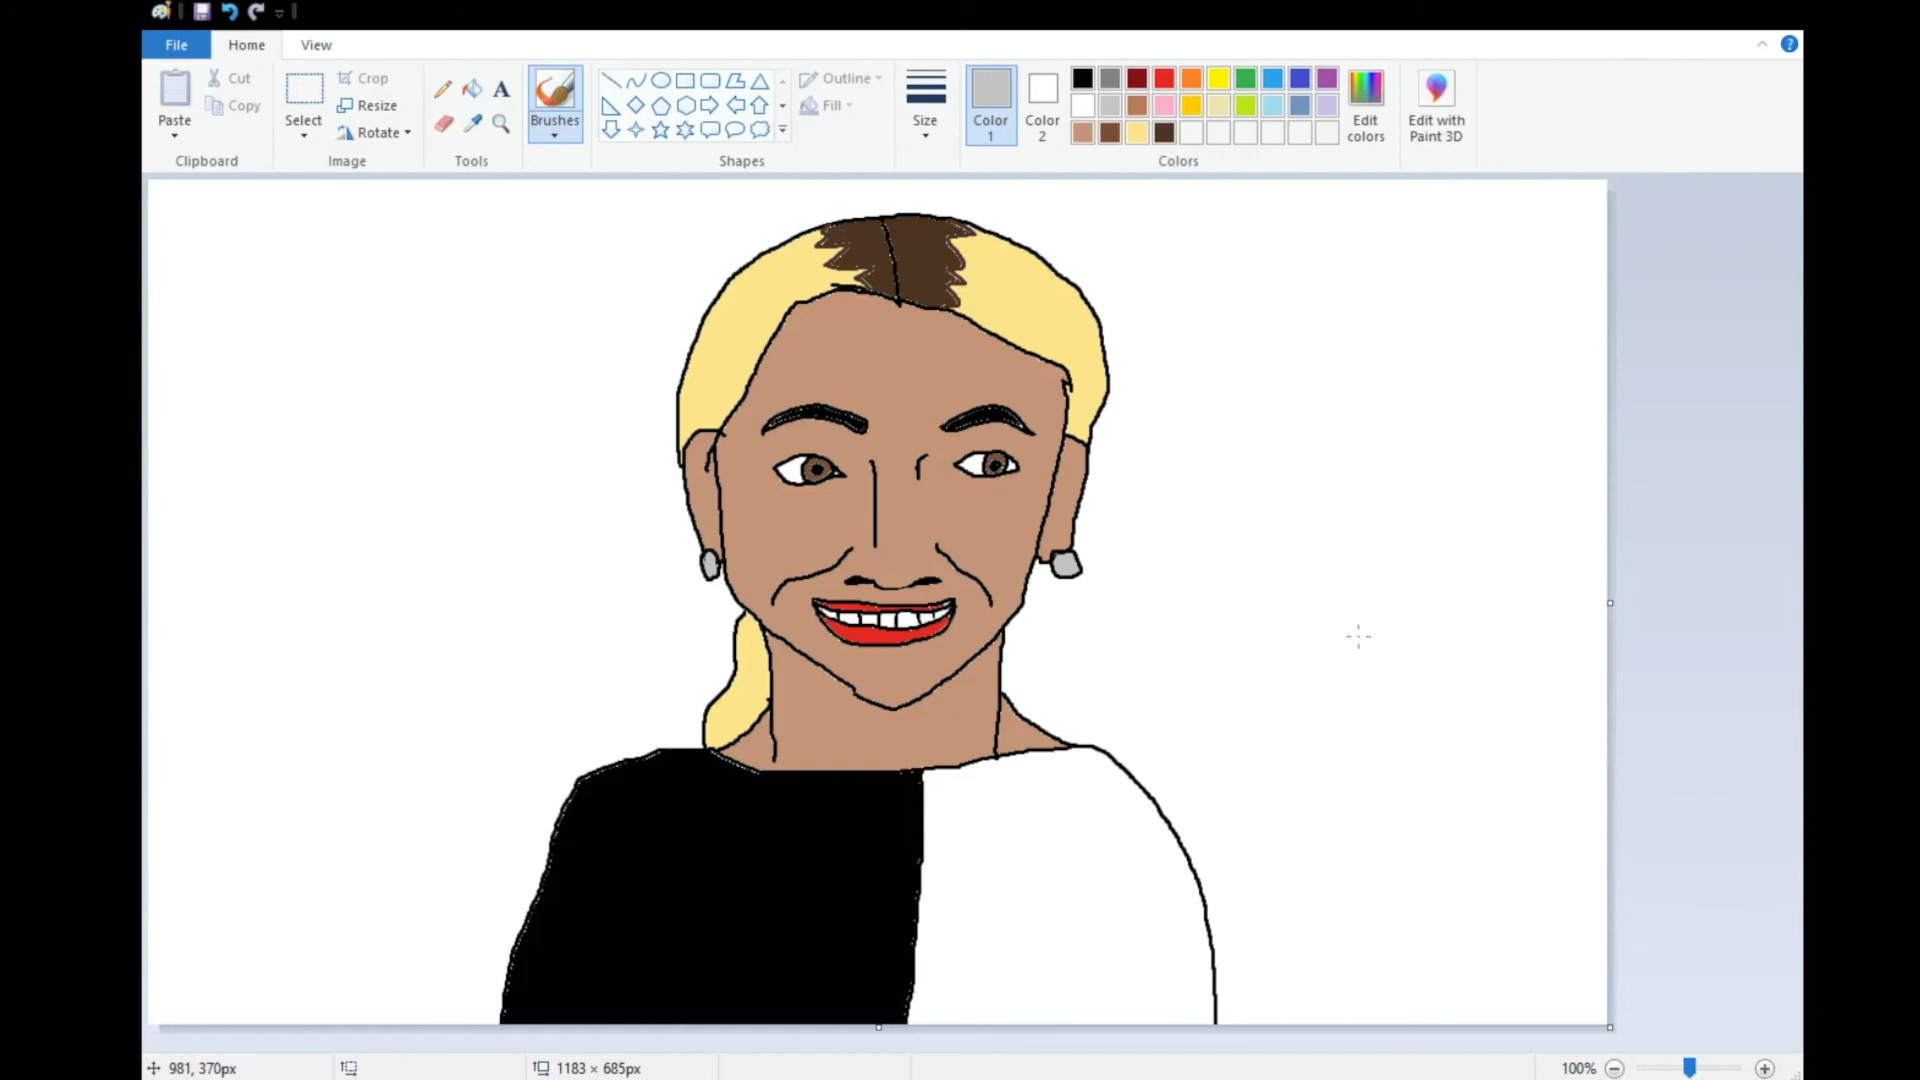 File Home View
Paste Cut Copy Select Crop Resize Rotate A Brushes Outline Fill Size Color 1 Color 2 Edit colors Edit with Paint 3D
Clipboard Image Tools Shapes Colors
981, 370px 1183 × 685px 100%